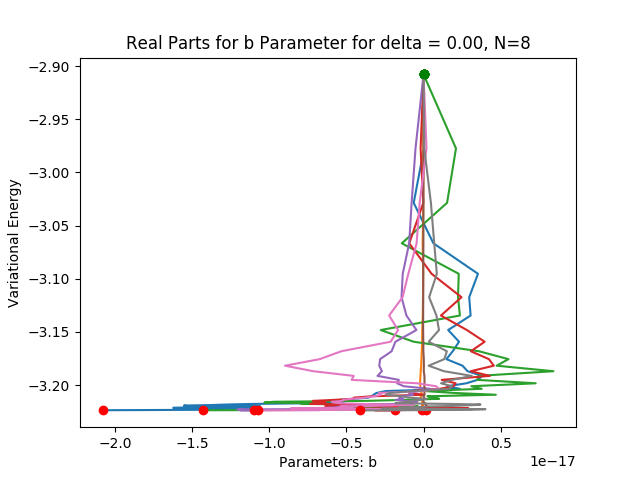 Real Parts for b Parameter for delta = 0.00, N=8
Variational Energy
−2.90
−2.95
−3.00
−3.05
−3.10
−3.15
−3.20
−2.0 −1.5 −1.0 −0.5 0.0 0.5
1e−17
Parameters: b